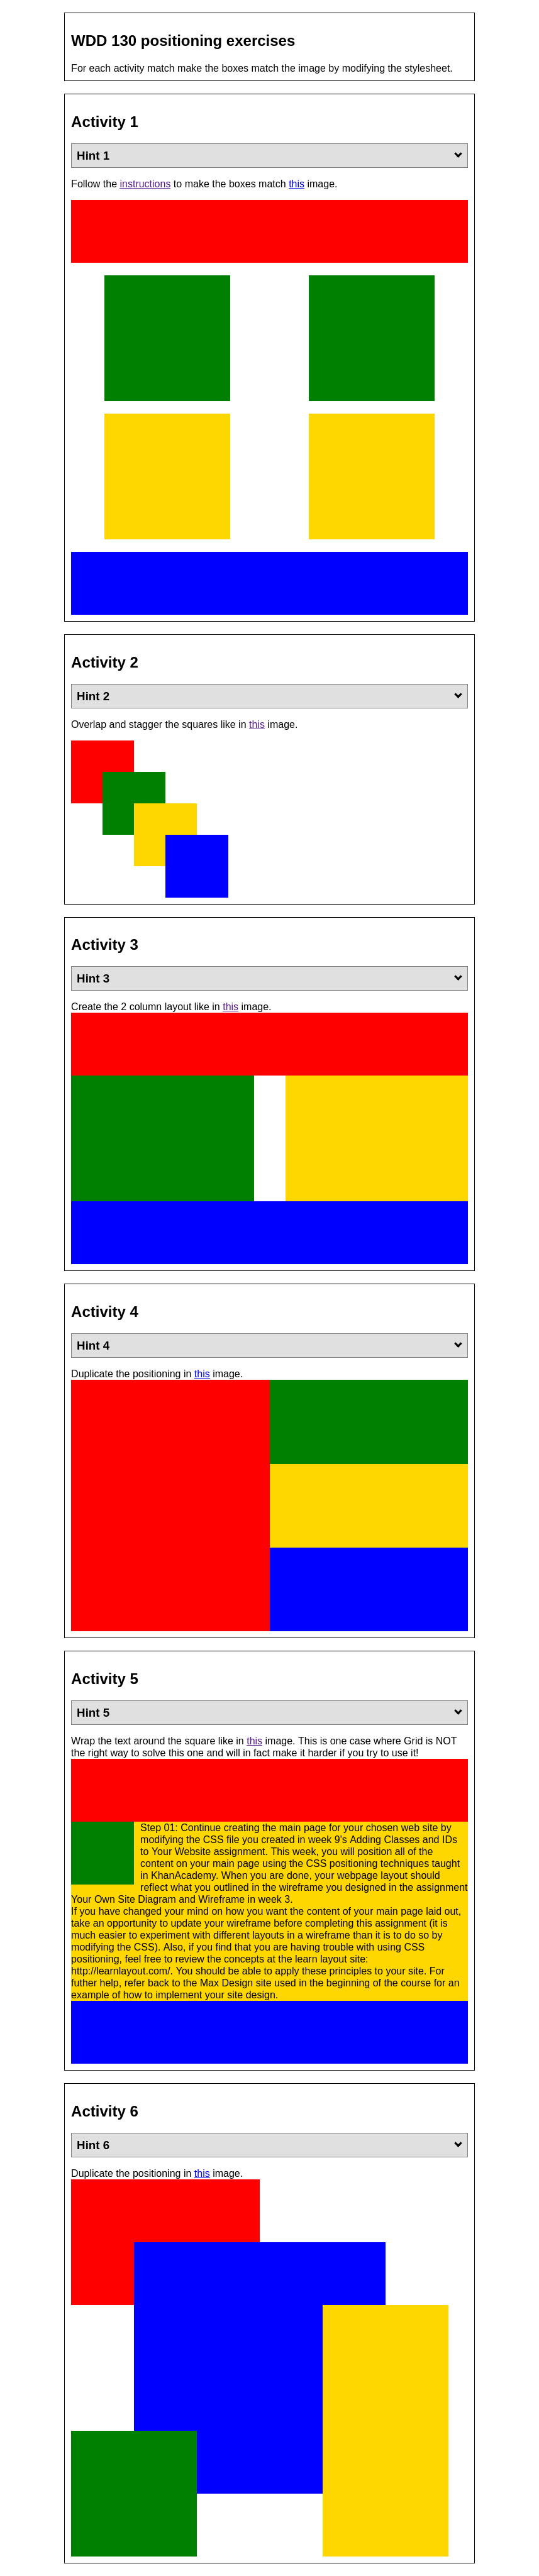 WDD 130 positioning exercises
For each activity match make the boxes match the image by modifying the stylesheet.
Activity 1
Hint 1
Follow the instructions to make the boxes match this image.
Activity 2
Hint 2
Overlap and stagger the squares like in this image.
Activity 3
Hint 3
Create the 2 column layout like in this image.
Activity 4
Hint 4
Duplicate the positioning in this image.
Activity 5
Hint 5
Wrap the text around the square like in this image. This is one case where Grid is NOT
the right way to solve this one and will in fact make it harder if you try to use it!
Step 01: Continue creating the main page for your chosen web site by
modifying the CSS file you created in week 9's Adding Classes and IDs
to Your Website assignment. This week, you will position all of the
content on your main page using the CSS positioning techniques taught
in KhanAcademy. When you are done, your webpage layout should
reflect what you outlined in the wireframe you designed in the assignment
Your Own Site Diagram and Wireframe in week 3.
If you have changed your mind on how you want the content of your main page laid out,
take an opportunity to update your wireframe before completing this assignment (it is
much easier to experiment with different layouts in a wireframe than it is to do so by
modifying the CSS). Also, if you find that you are having trouble with using CSS
positioning, feel free to review the concepts at the learn layout site:
http://learnlayout.com/. You should be able to apply these principles to your site. For
futher help, refer back to the Max Design site used in the beginning of the course for an
example of how to implement your site design.
Activity 6
Hint 6
Duplicate the positioning in this image.